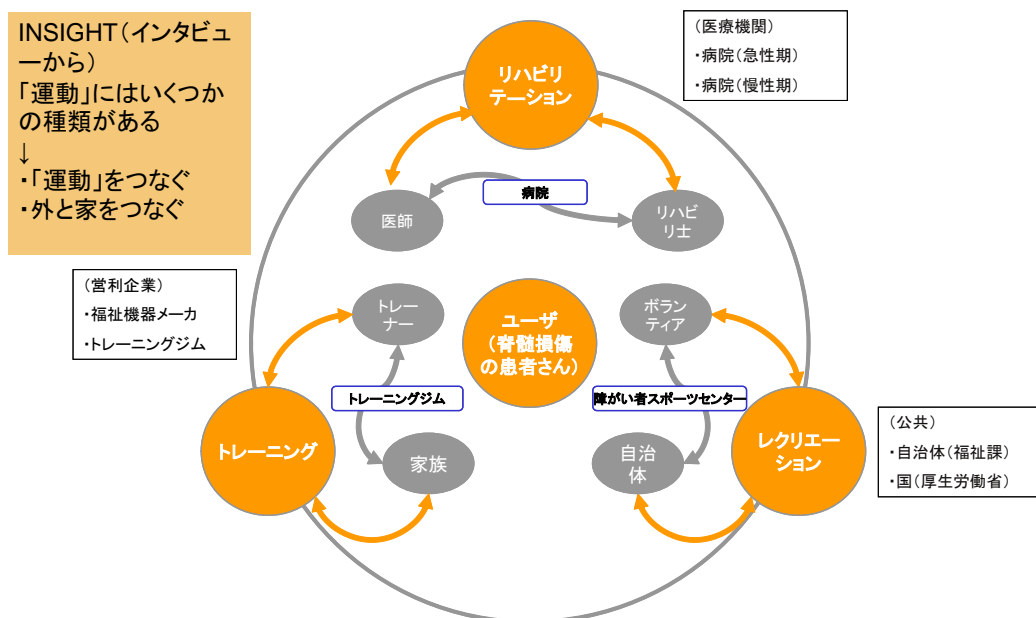 INSIGHT(インタビュ
ーから)
「運動」にはいくつか
の種類がある
↓
・「運動」をつなぐ
・外と家をつなぐ
リハビリ
テーション
(医療機関)
・病院(急性期)
・病院(慢性期)
医師
病院
リハビ
リ士
(営利企業)
・福祉機器メーカ
・トレーニングジム
トレー
ナー
ユーザ
(脊髄損傷
の患者さん)
ボラン
ティア
トレーニングジム
障がい者スポーツセンター
トレーニング
家族
自治
体
レクリエー
ション
(公共)
・自治体(福祉課)
・国(厚生労働省)